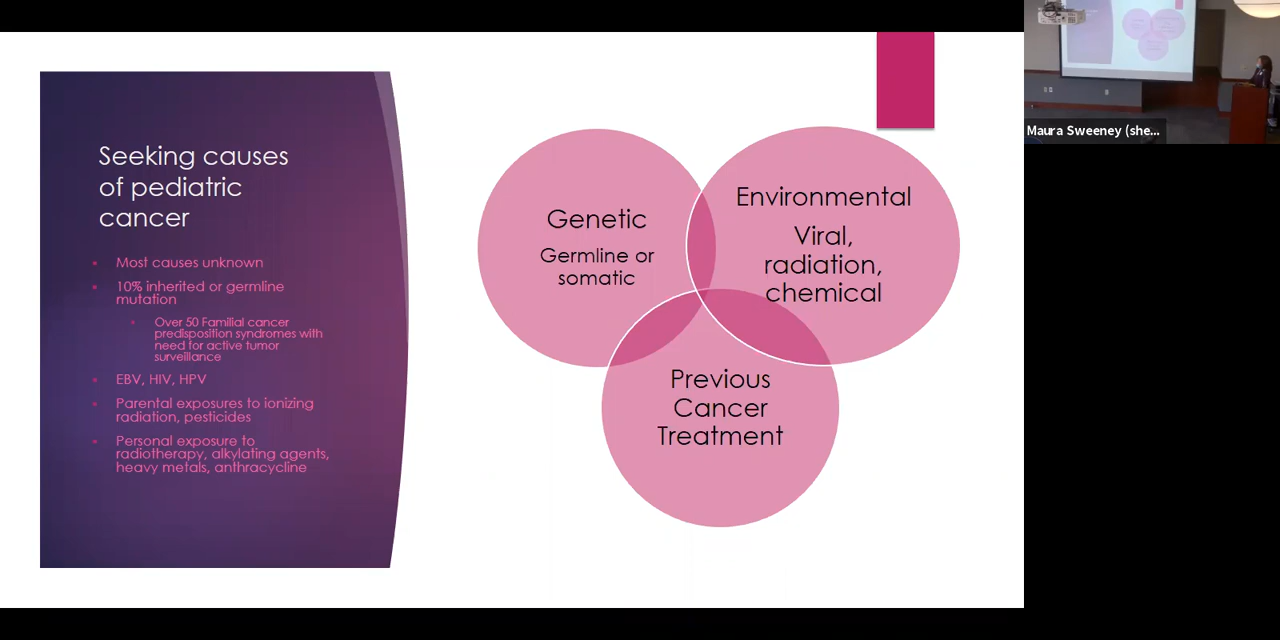 Seeking causes
of pediatric
cancer
Most causes unknown
10% inherited or germline
mutation
Over 50 Familial cancer
predisposition syndromes with
need for active tumor
surveillance
EBV, HIV, HPV
Parental exposures to ionizing
radiation, pesticides
Personal exposure to
radiotherapy, alkylating agents,
heavy metals, anthracycline
Genetic
Germline or
somatic
Environmental
Viral,
radiation,
chemical
Previous
Cancer
Treatment
Maura Sweeney (she...